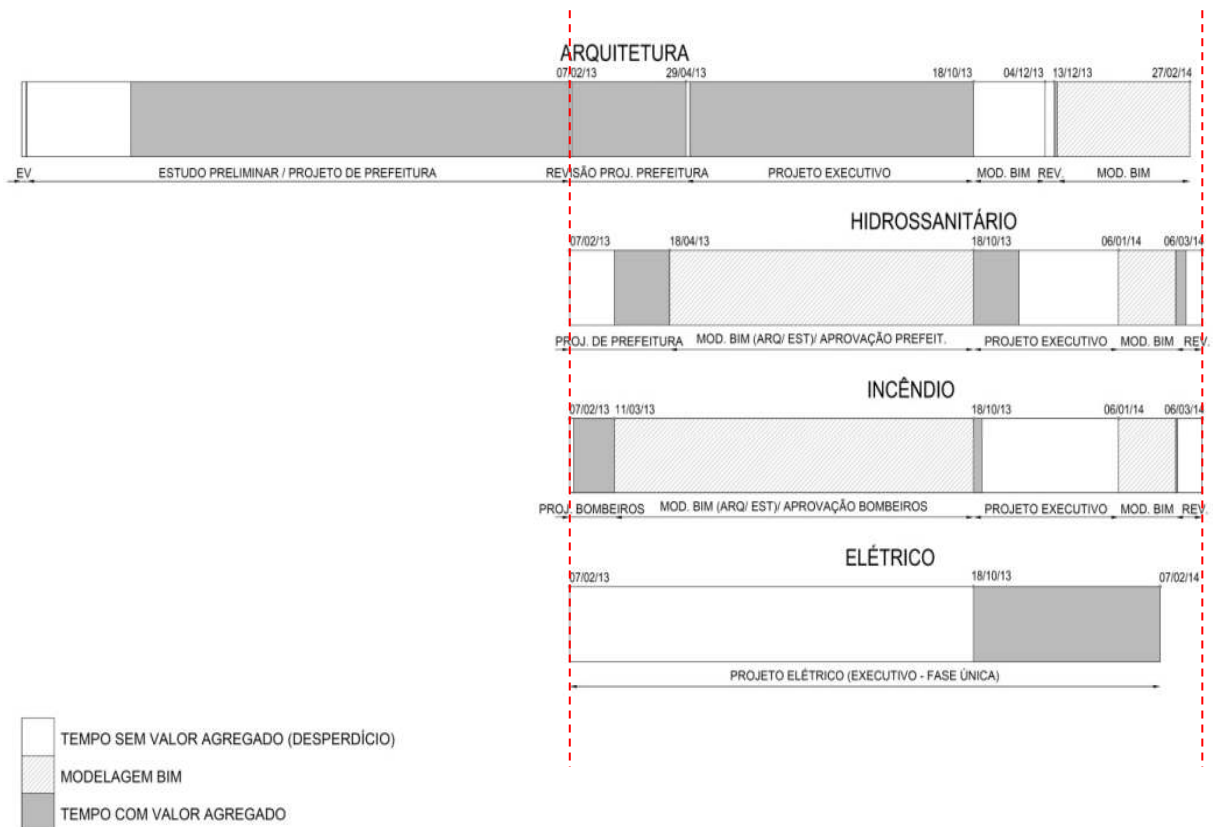 ARQUITETURA
07/02/13 29/04/13 18/10/13 04/12/13 13/12/13 27/02/14
EV ESTUDO PRELIMINAR / PROJETO DE PREFEITURA REVISÃO PROJ. PREFEITURA PROJETO EXECUTIVO MOD. BIM REV. MOD. BIM
HIDROSSANITÁRIO
07/02/13 18/04/13 18/10/13 06/01/14 06/03/14
PROJ. DE PREFEITURA MOD. BIM (ARQ/ EST)/ APROVAÇÃO PREFEIT. PROJETO EXECUTIVO MOD. BIM REV.
INCÊNDIO
07/02/13 11/03/13 18/10/13 06/01/14 06/03/14
PROJ. BOMBEIROS MOD. BIM (ARQ/ EST)/ APROVAÇÃO BOMBEIROS PROJETO EXECUTIVO MOD. BIM REV.
ELÉTRICO
07/02/13 18/10/13 07/02/14
PROJETO ELÉTRICO (EXECUTIVO - FASE ÚNICA)
TEMPO SEM VALOR AGREGADO (DESPERDÍCIO)
MODELAGEM BIM
TEMPO COM VALOR AGREGADO